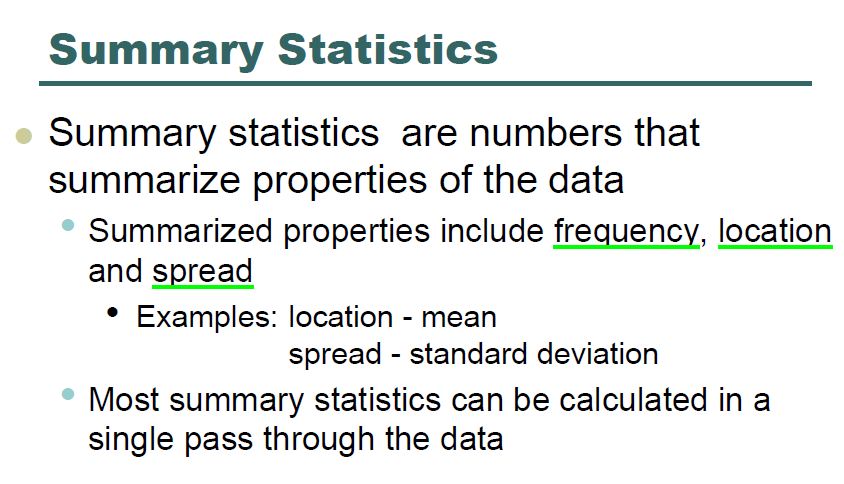 Summary Statistics
Summary statistics are numbers that
summarize properties of the data
Summarized properties include frequency, location
and spread
Examples: location - mean
spread - standard deviation
Most summary statistics can be calculated in a
single pass through the data